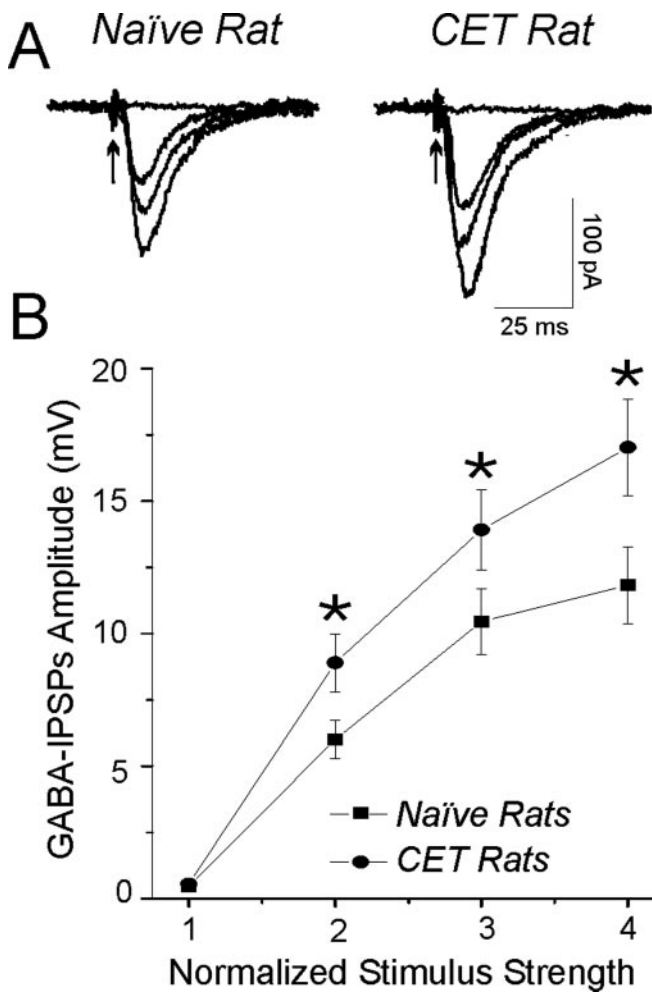 A
Naïve Rat
CET Rat
100 pA
25 ms
B
GABA-IPSPs Amplitude (mV)
20
15
10
5
0
*
*
*
Naïve Rats
CET Rats
1 2 3 4
Normalized Stimulus Strength